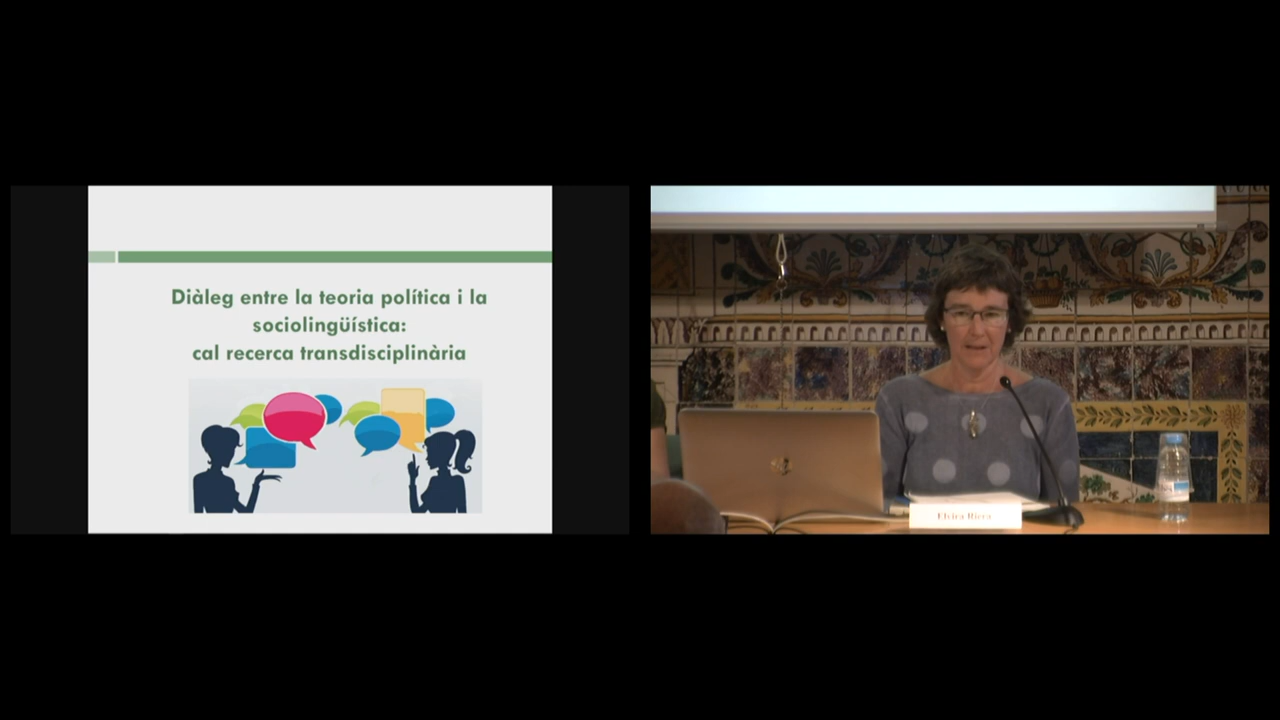 Diàleg entre la teoria política i la
sociolingüística:
cal recerca transdisciplinària
Elvira Riera